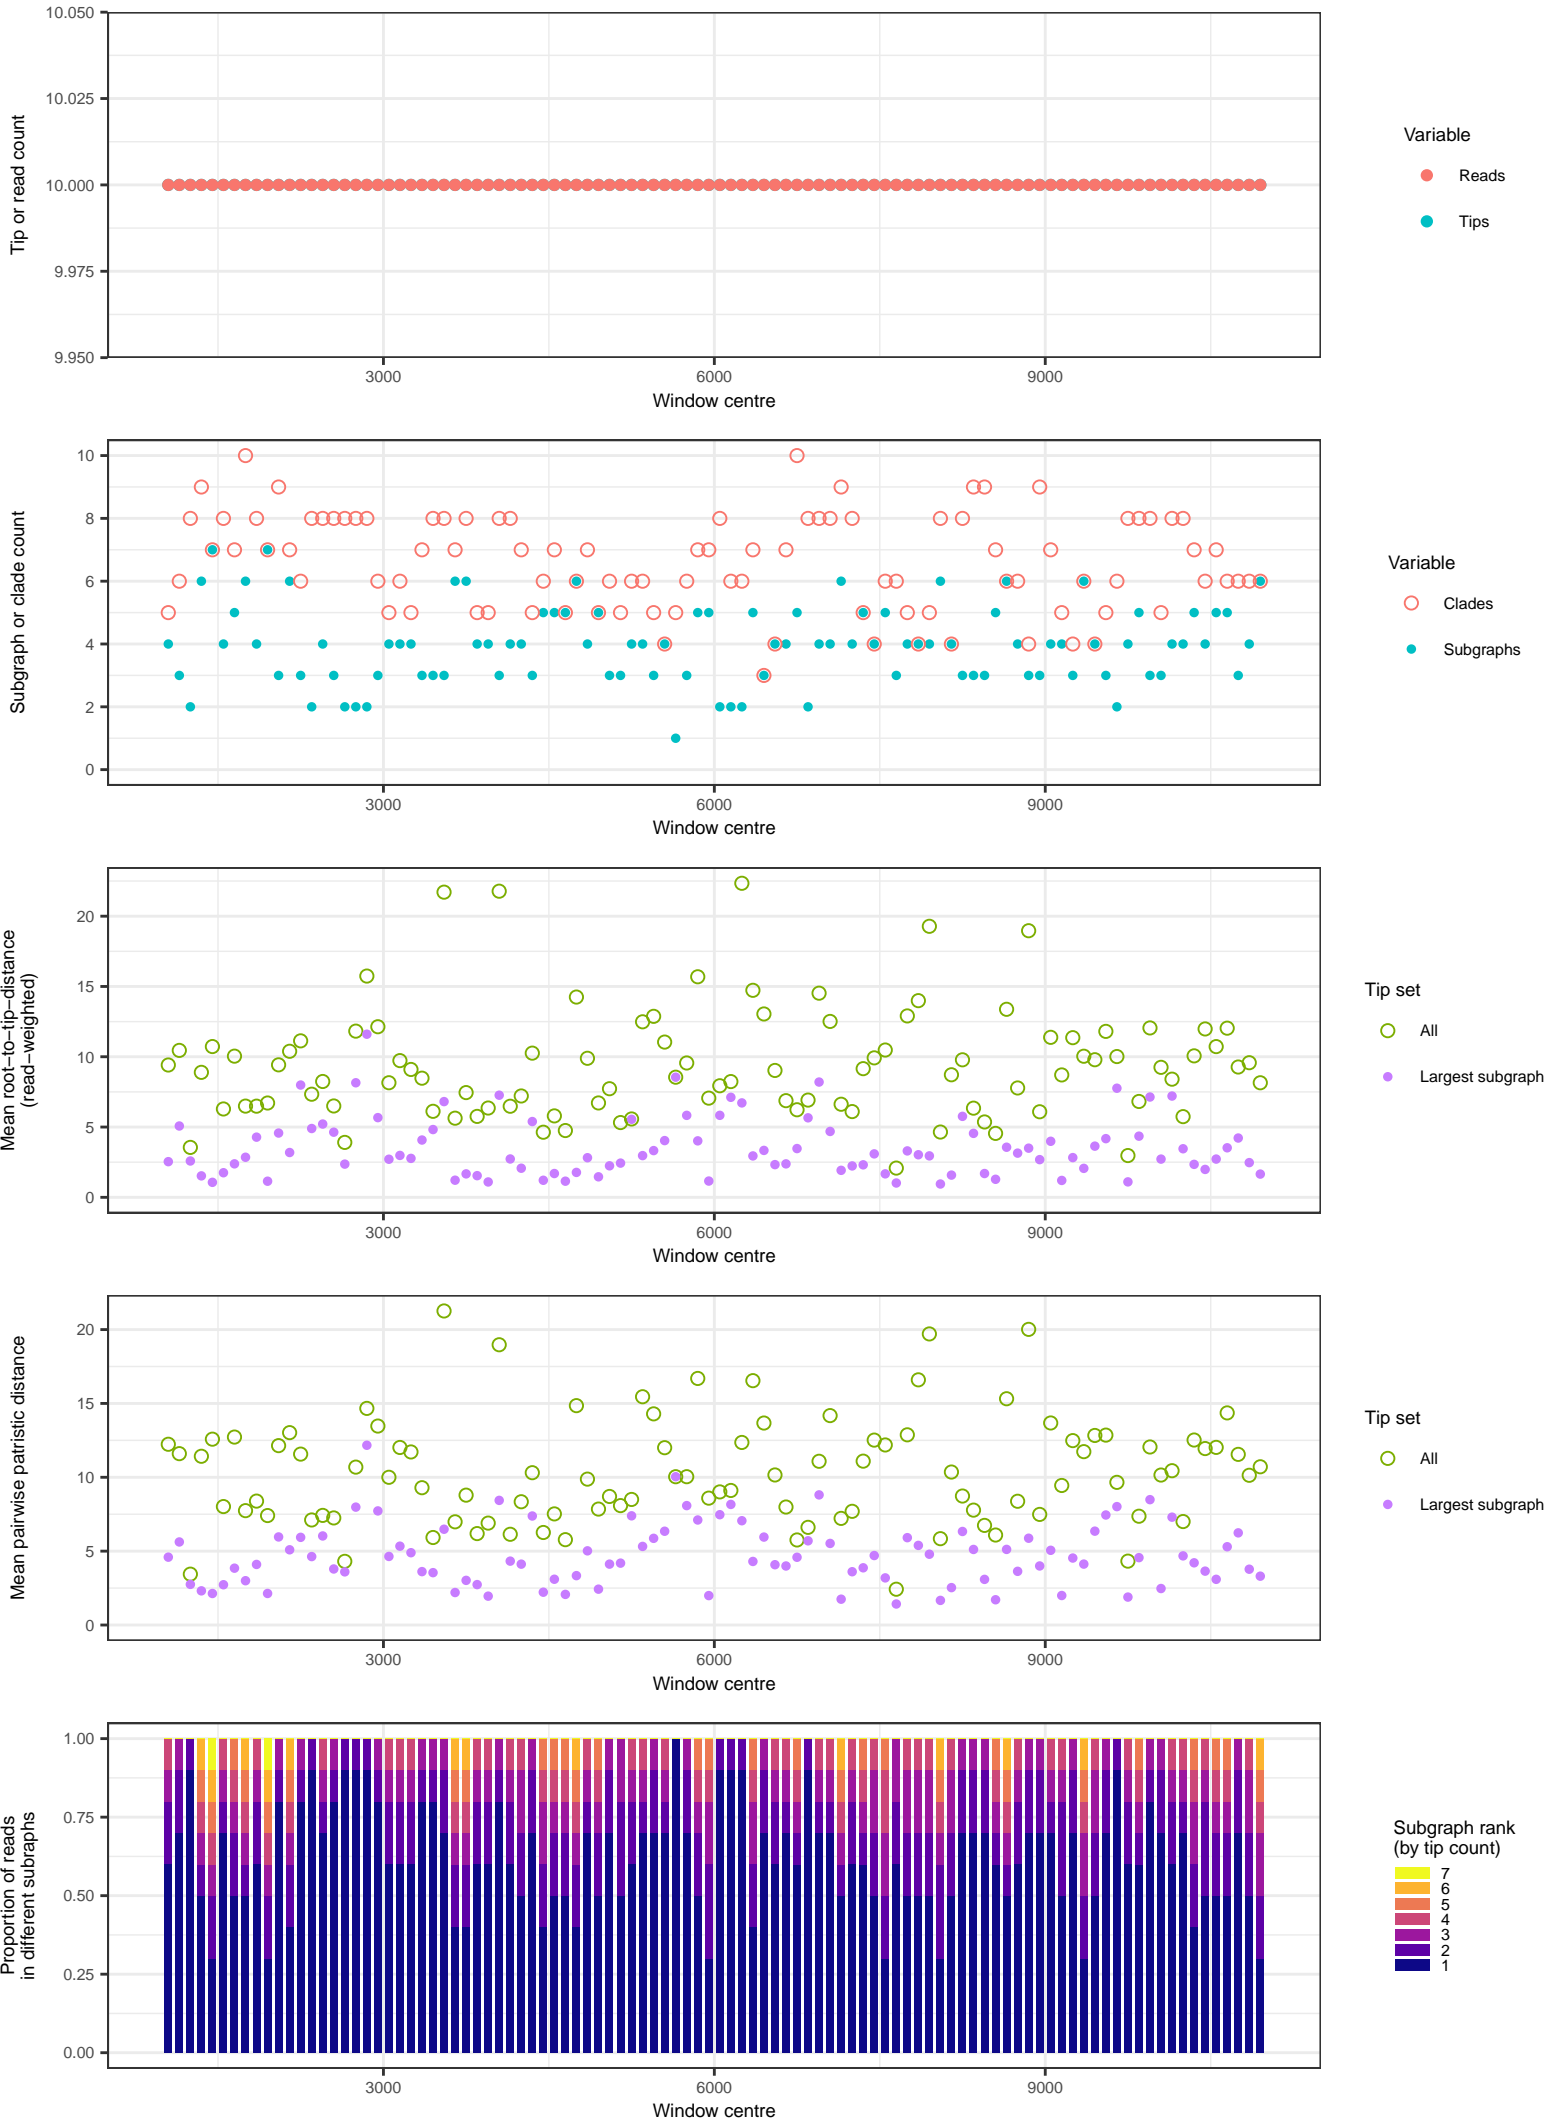 10.050
10.025
10.000
9.975
9.950
Tip or read count
3000
6000
9000
Window centre
Variable
Reads
Tips
10
8
6
4
2
0
Subgraph or clade count
3000
6000
9000
Window centre
Variable
Clades
Subgraphs
20
15
10
5
0
Mean root−to−tip−distance
(read−weighted)
3000
6000
9000
Window centre
Tip set
All
Largest subgraph
20
15
10
5
0
Mean pairwise patristic distance
3000
6000
9000
Window centre
Tip set
All
Largest subgraph
1.00
0.75
0.50
0.25
0.00
Proportion of reads
in different subraphs
3000
6000
9000
Window centre
Subgraph rank
(by tip count)
7
6
5
4
3
2
1